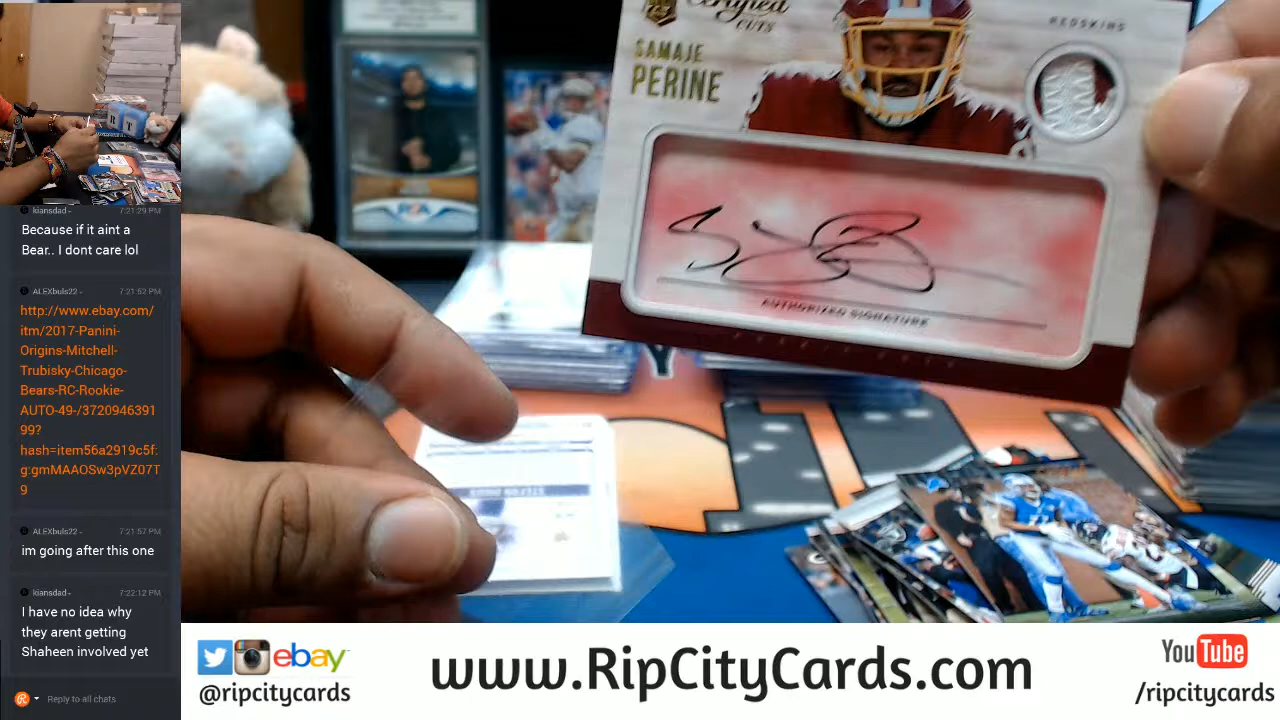 kiansdad - 7:21:29 PM
Because if it aint a
Bear.. I dont care lol
ALEXbuls22 - 7:21:52 PM
http://www.ebay.com/
itm/2017-Panini-
Origins-Mitchell-
Trubisky-Chicago-
Bears-RC-Rookie-
AUTO-49-/3720946391
99?
hash=item56a2919c5f:
g:gmMAAOSw3pVZ07T
9
ALEXbuls22 - 7:21:57 PM
im going after this one
kiansdad - 7:22:12 PM
I have no idea why
they arent getting
Shaheen involved yet
Reply to all chats
Certified
CUTS
REDSKINS
SAMAJE
PERINE
AUTHORIZED SIGNATURE
STEFON DIGGS
ebay
@ripcitycards
www.RipCityCards.com
YouTube
/ripcitycards